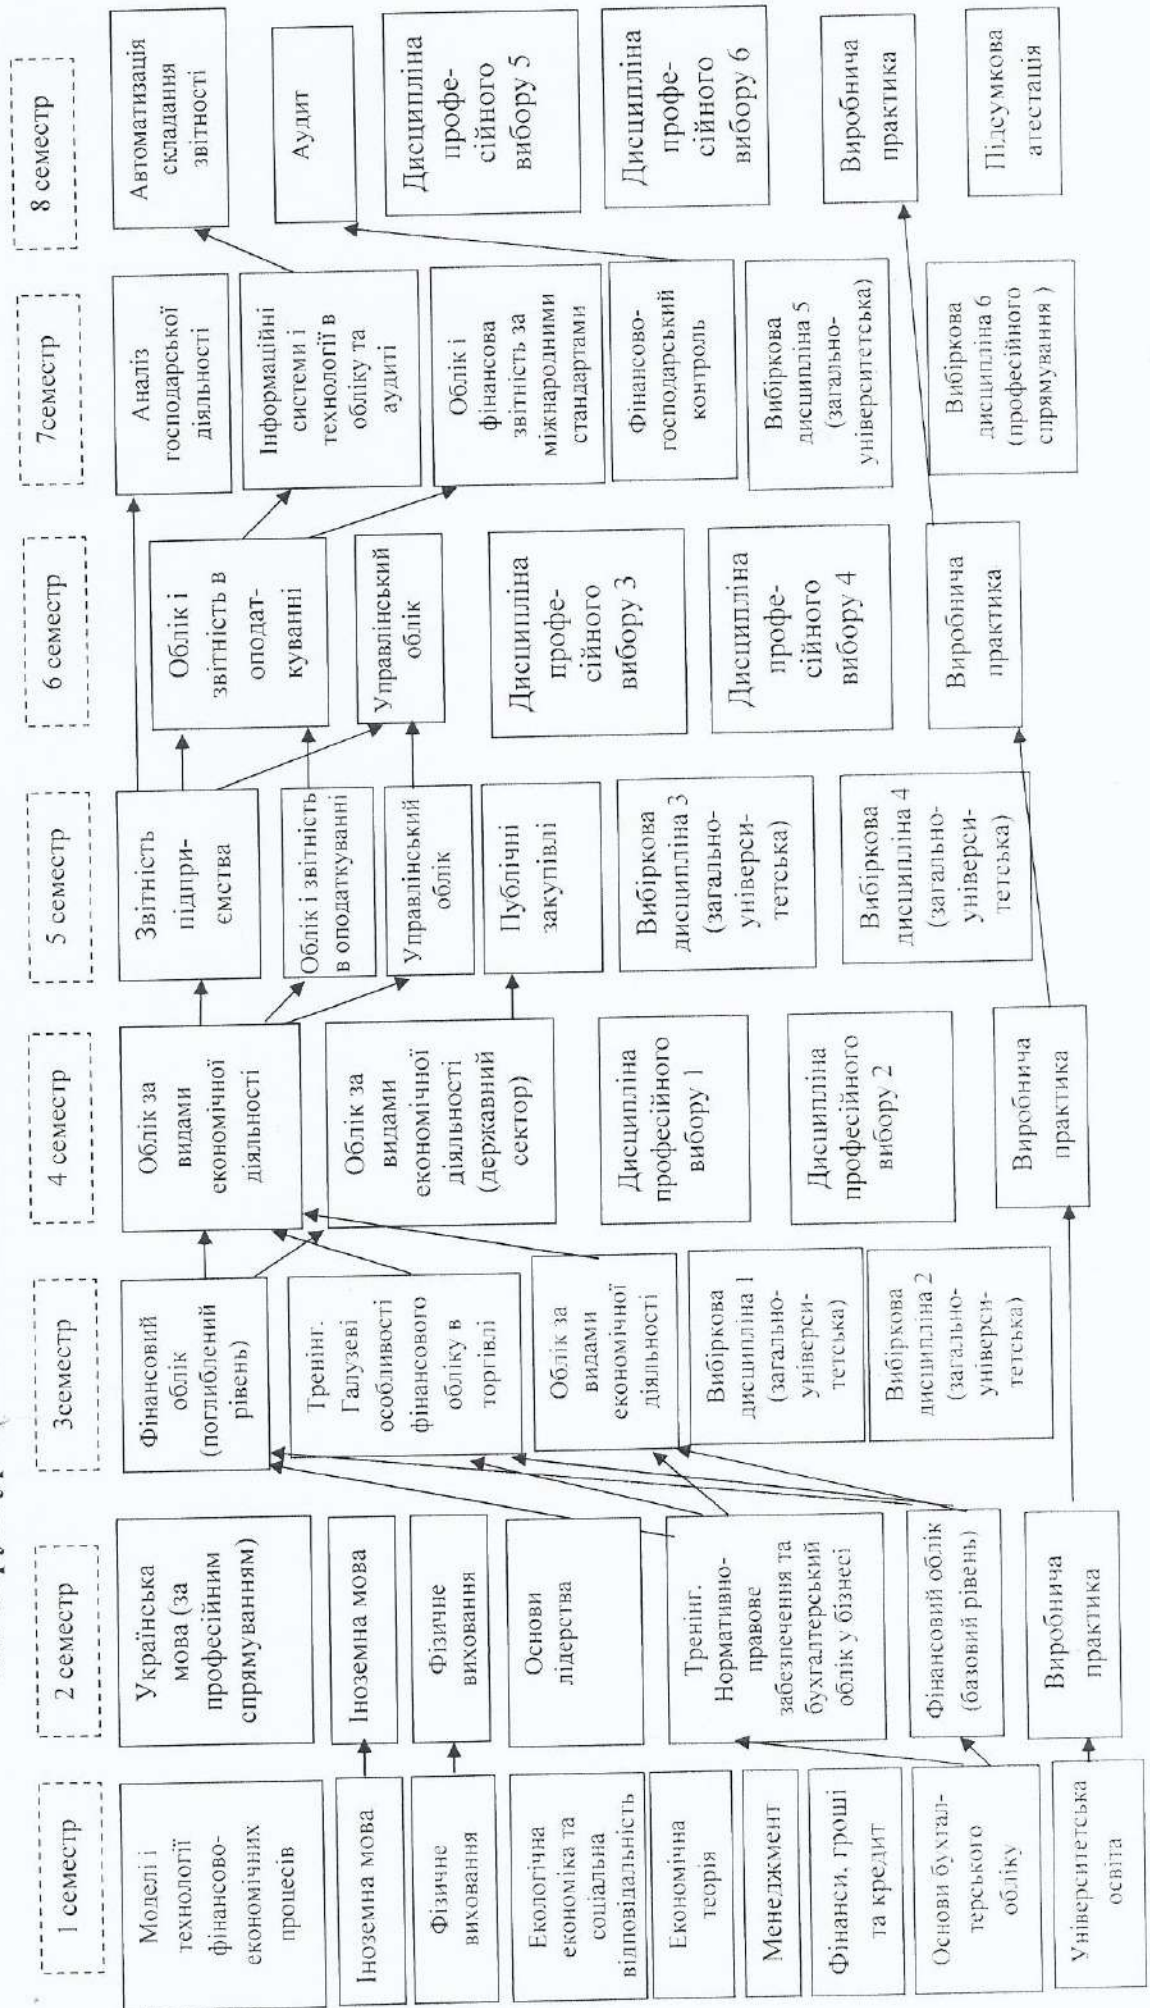 1 семестр
Моделі і
технології
фінансово-
економічних
процесів
Іноземна мова
Фізичне
виховання
Екологічна
економіка та
соціальна
відповідальність
Економічна
теорія
Менеджмент
Фінанси, гроші
та кредит
Основи бухгал-
терського
обліку
Університетська
освіта
2 семестр
Українська
мова (за
професійним
спрямуванням)
Іноземна мова
Фізичне
виховання
Основи
лідерства
Тренінг.
Нормативно-
правове
забезпечення та
бухгалтерський
облік у бізнесі
Фінансовий облік
(базовий рівень)
Виробнича
практика
3семестр
Фінансовий
облік
(поглиблений
рівень)
Тренінг.
Галузеві
особливості
фінансового
обліку в
торгівлі
Облік за
видами
економічної
діяльності
Вибіркова
дисципліна 1
(загально-
універси-
тетська)
Вибіркова
дисципліна 2
(загально-
універси-
тетська)
4 семестр
Облік за
видами
економічної
діяльності
Облік за
видами
економічної
діяльності
(державний
сектор)
Дисципліна
професійного
вибору 1
Дисципліна
професійного
вибору 2
Виробнича
практика
5 семестр
Звітність
підпри-
ємства
Облік і звітність
в оподаткуванні
Управлінський
облік
Публічні
закупівлі
Вибіркова
дисципліна 3
(загально-
універси-
тетська)
Вибіркова
дисципліна 4
(загально-
універси-
тетська)
6 семестр
Облік і
звітність в
оподат-
куванні
Управлінський
облік
Дисципліна
профе-
сійного
вибору 3
Дисципліна
профе-
сійного
вибору 4
Виробнича
практика
7семестр
Аналіз
господарської
діяльності
Інформаційні
системи і
технології в
обліку та
аудиті
Облік і
фінансова
звітність за
міжнародними
стандартами
Фінансово-
господарський
контроль
Вибіркова
дисципліна 5
(загально-
університетська)
Вибіркова
дисципліна 6
(професійного
спрямування )
8 семестр
Автоматизація
складання
звітності
Аудит
Дисципліна
профе-
сійного
вибору 5
Дисципліна
профе-
сійного
вибору 6
Виробнича
практика
Підсумкова
атестація